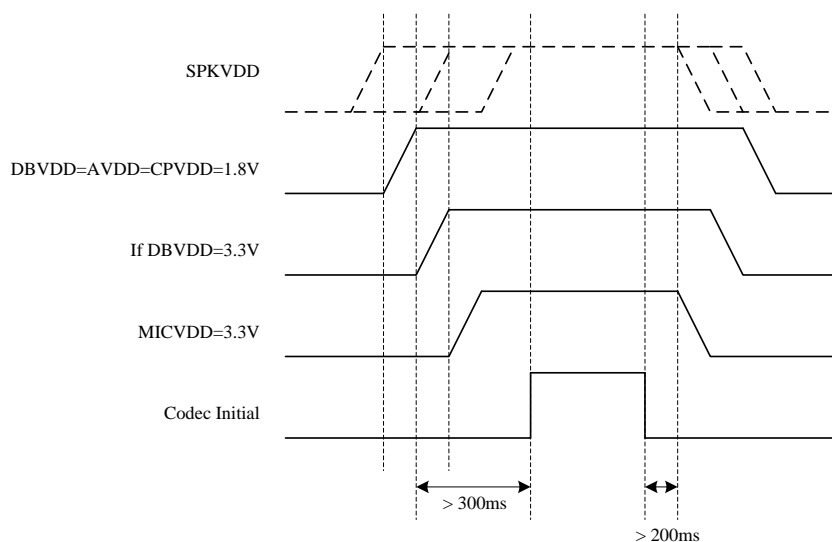 SPKVDD
DBVDD=AVDD=CPVDD=1.8V
If DBVDD=3.3V
MICVDD=3.3V
Codec Initial
> 300ms
> 200ms